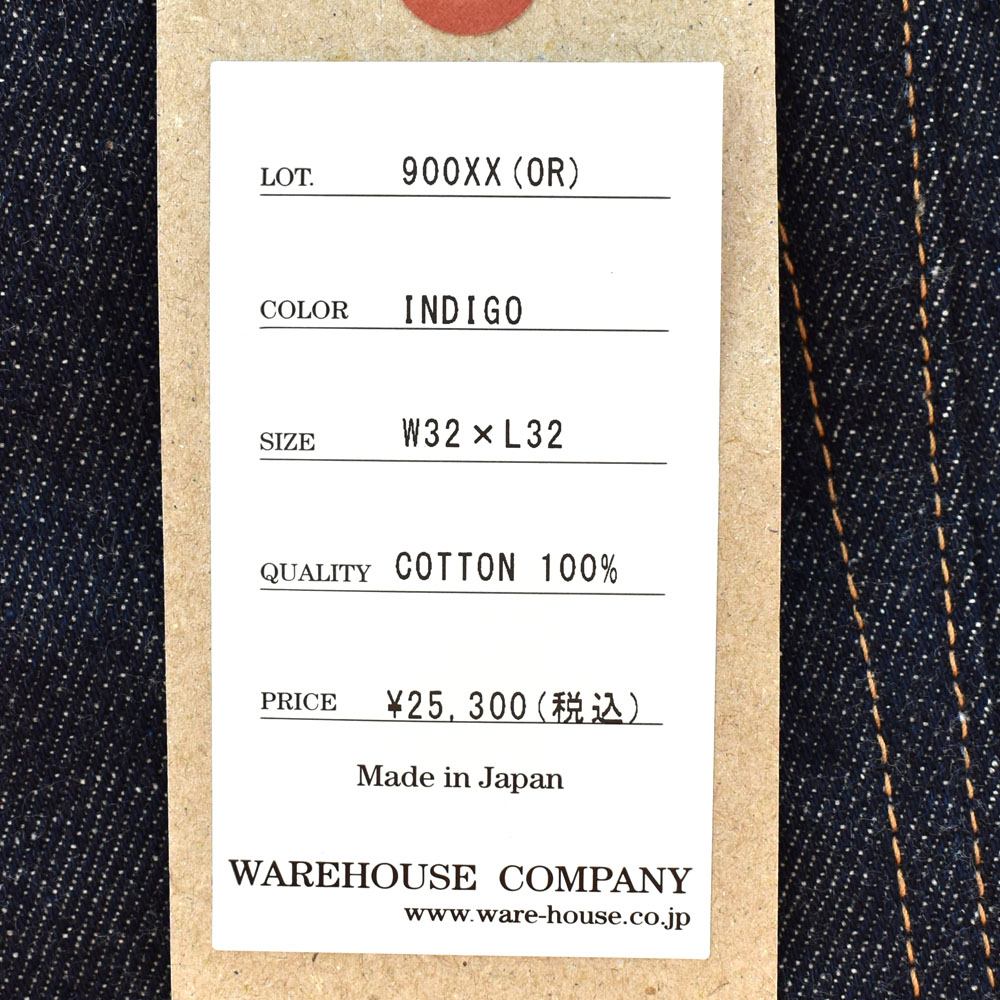 LOT. 900XX(OR)
COLOR INDIGO
SIZE W32×L32
QUALITY COTTON 100%
PRICE ¥25,300(税込)
Made in Japan
WAREHOUSE COMPANY
www.ware-house.co.jp